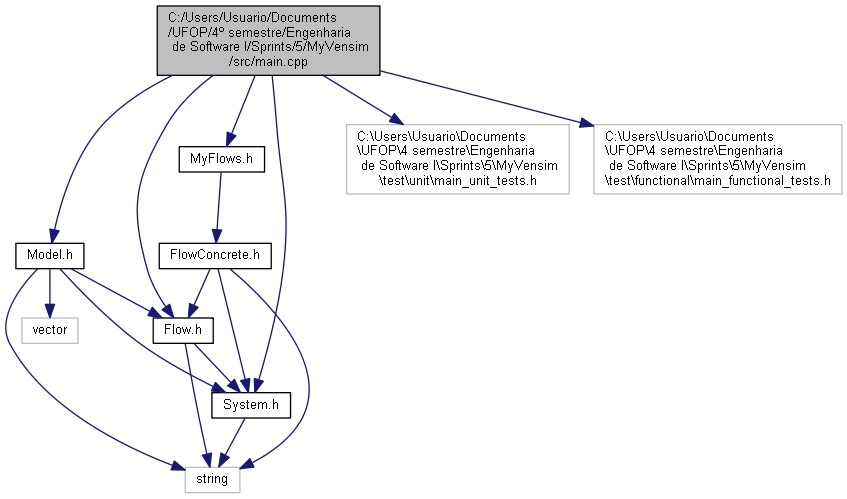 C:/Users/Usuario/Documents
/UFOP/4º semestre/Engenharia
de Software I/Sprints/5/MyVensim
/src/main.cpp
MyFlows.h
C:\Users\Usuario\Documents
\UFOP\4 semestre\Engenharia
de Software I\Sprints\5\MyVensim
\test\unit\main_unit_tests.h
C:\Users\Usuario\Documents
\UFOP\4 semestre\Engenharia
de Software I\Sprints\5\MyVensim
\test\functional\main_functional_tests.h
Model.h
FlowConcrete.h
vector
Flow.h
System.h
string